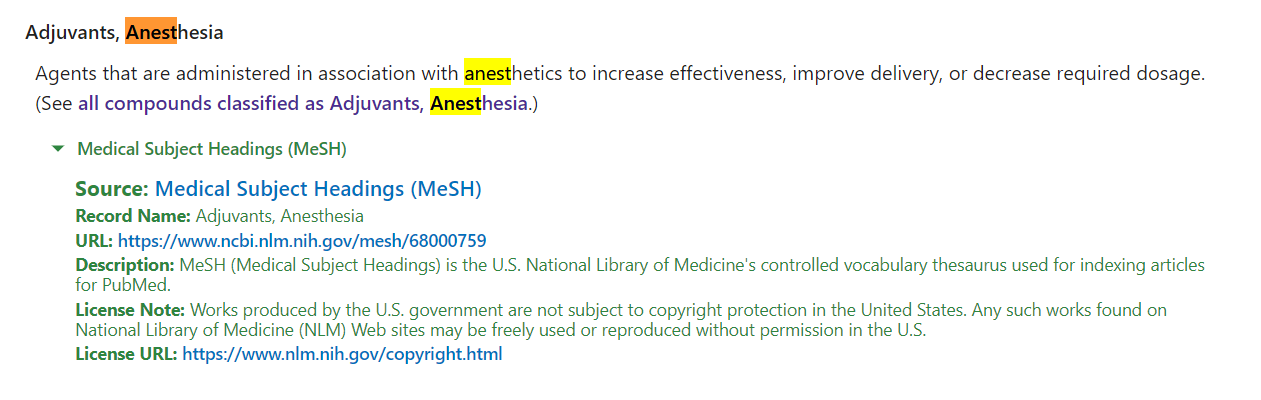 Adjuvants, Anesthesia
Agents that are administered in association with anesthetics to increase effectiveness, improve delivery, or decrease required dosage.
(See all compounds classified as Adjuvants, Anesthesia.)
Medical Subject Headings (MeSH)
Source: Medical Subject Headings (MeSH)
Record Name: Adjuvants, Anesthesia
URL: https://www.ncbi.nlm.nih.gov/mesh/68000759
Description: MeSH (Medical Subject Headings) is the U.S. National Library of Medicine's controlled vocabulary thesaurus used for indexing articles
for PubMed.
License Note: Works produced by the U.S. government are not subject to copyright protection in the United States. Any such works found on
National Library of Medicine (NLM) Web sites may be freely used or reproduced without permission in the U.S.
License URL: https://www.nlm.nih.gov/copyright.html